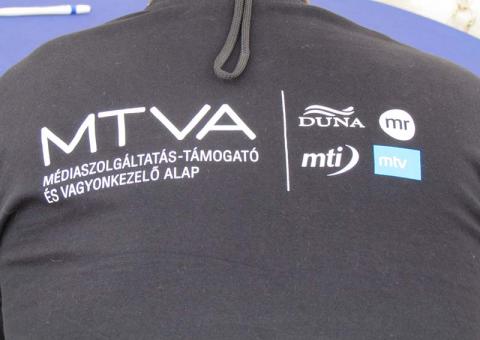 MTVA
MÉDIASZOLGÁLTATÁS-TÁMOGATÓ
ÉS VAGYONKEZELŐ ALAP
DUNA
mr
mti
mtv